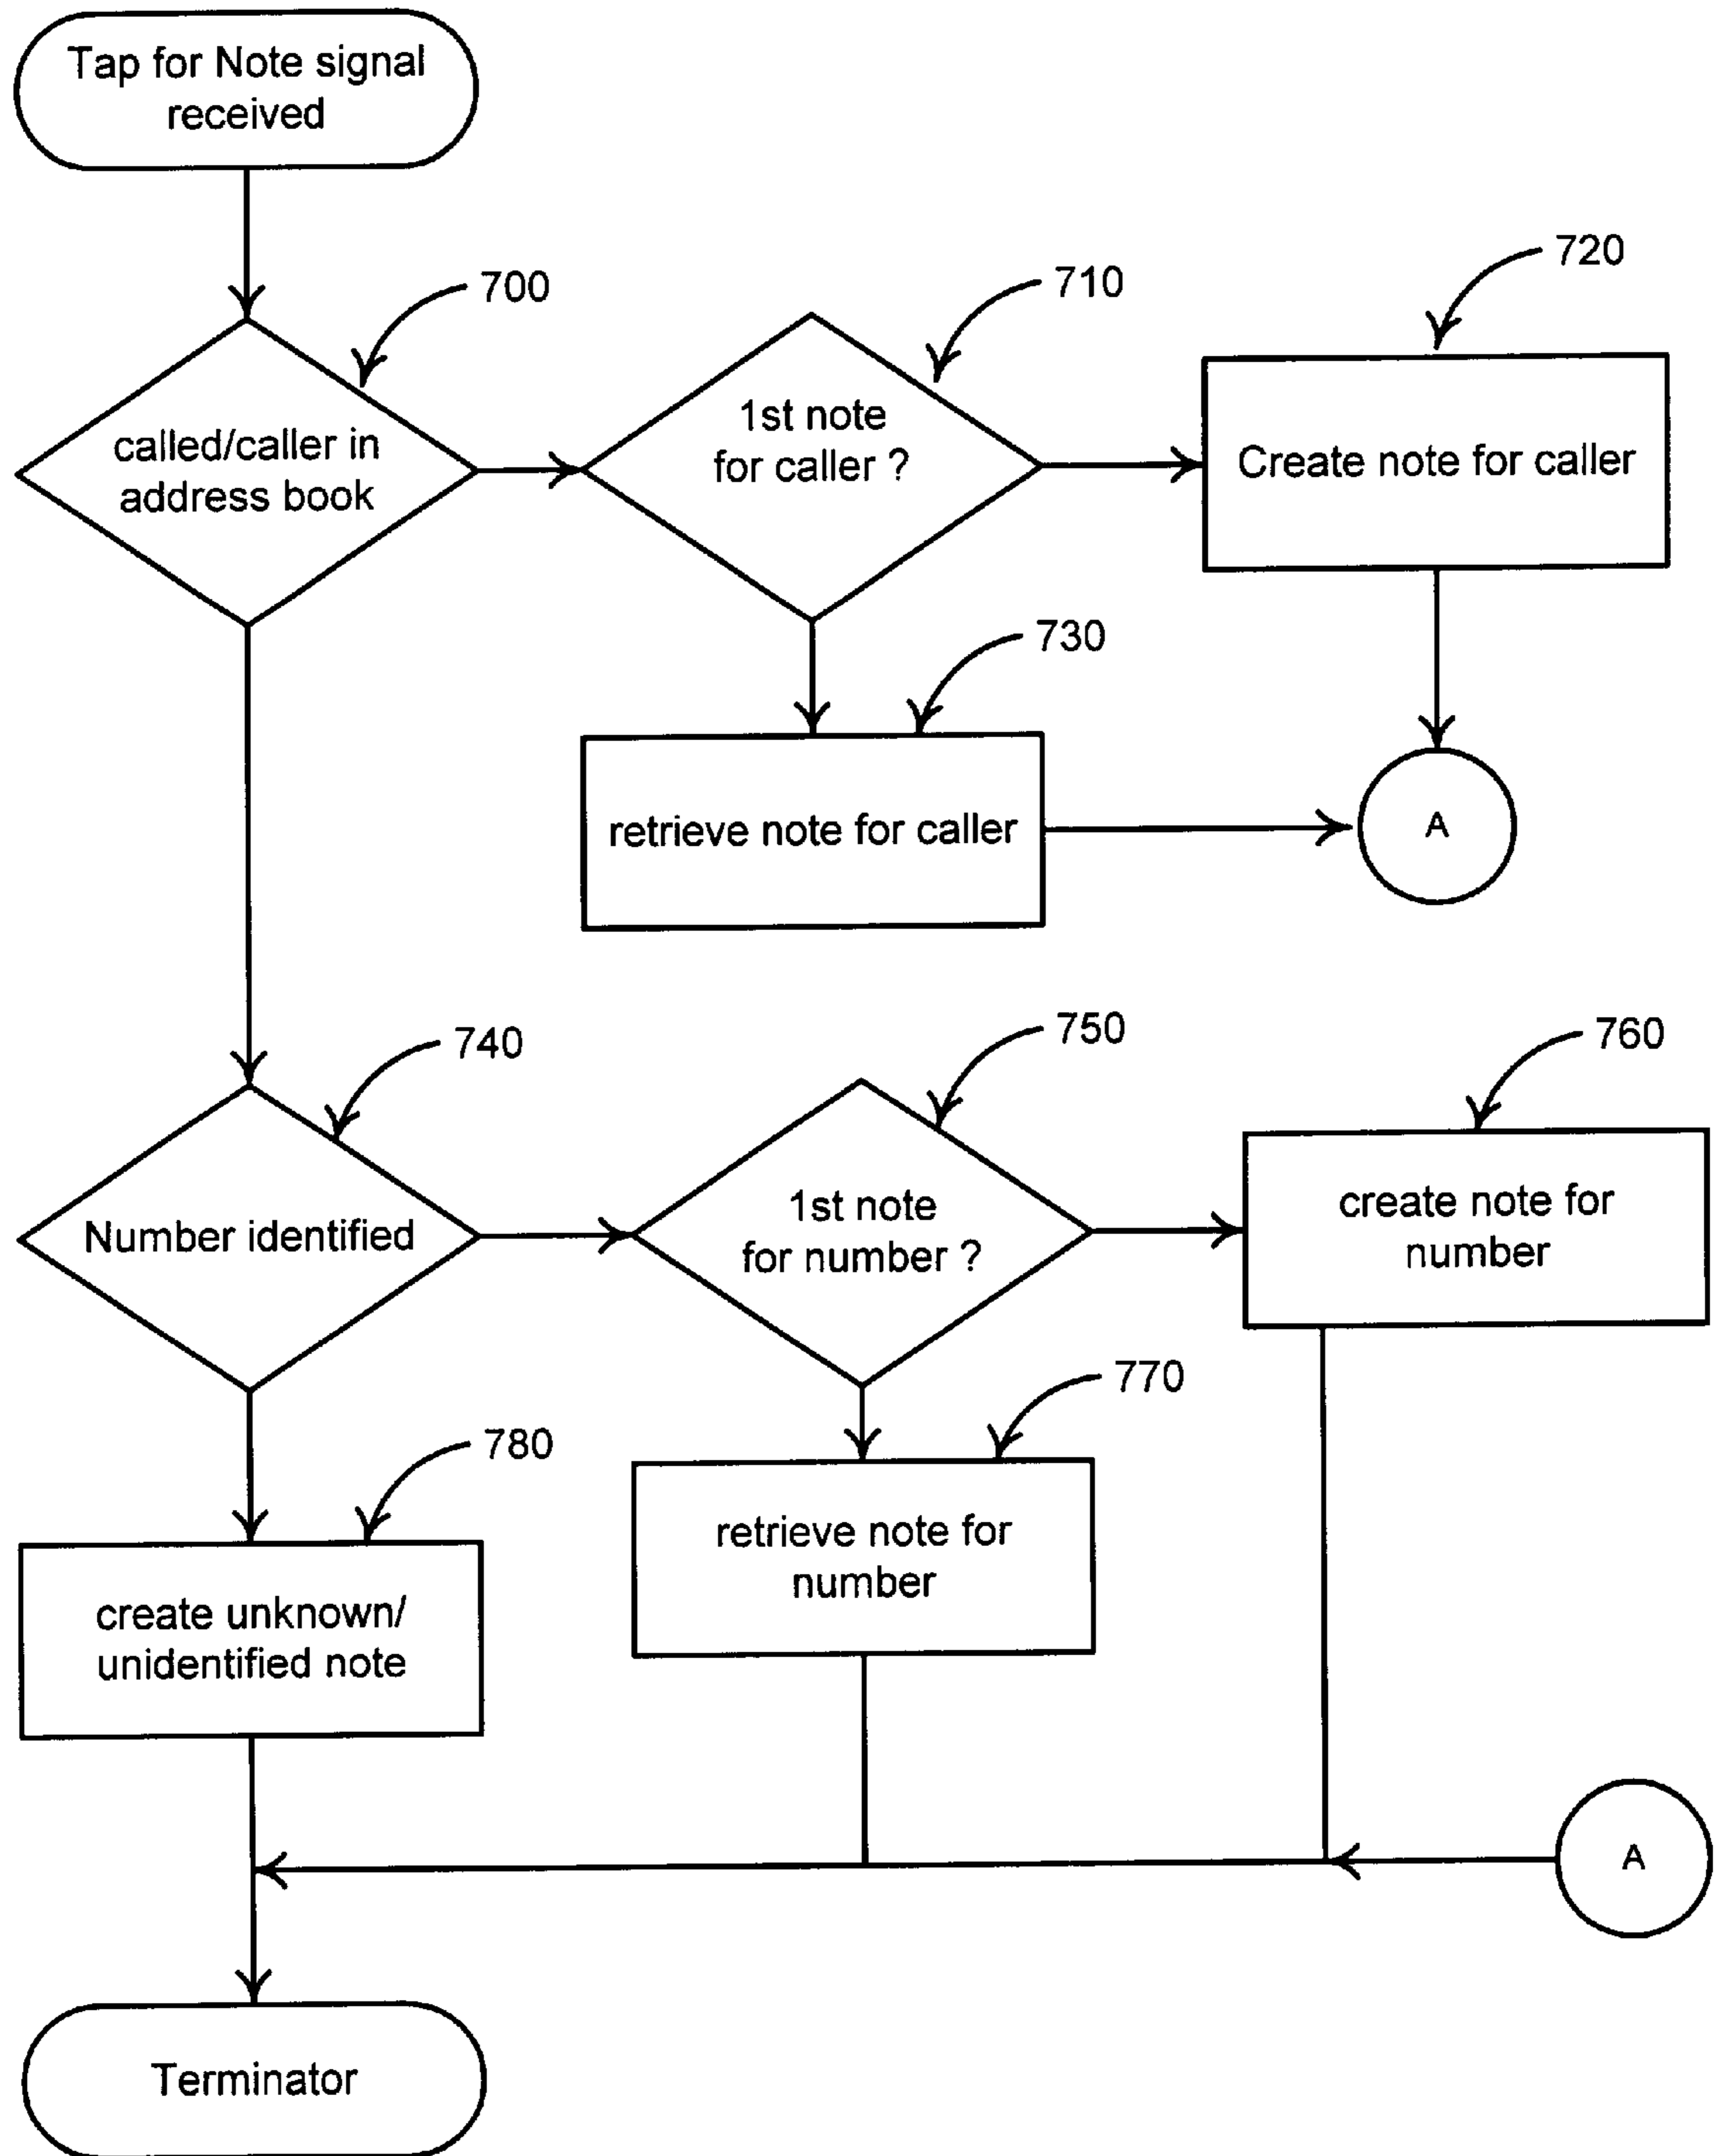 Tap for Note signal
received
700
710
720
called/caller in
address book
1st note
for caller ?
Create note for caller
730
retrieve note for caller
A
740
750
760
Number identified
1st note
for number ?
create note for
number
770
780
retrieve note for
number
create unknown/
unidentified note
A
Terminator